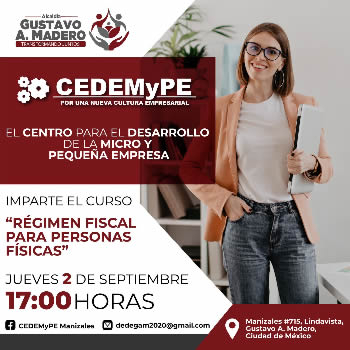 Alcaldía
GUSTAVO
A. MADERO
TRANSFORMANDO JUNTOS
CEDEMyPE
POR UNA NUEVA CULTURA EMPRESARIAL
EL CENTRO PARA EL DESARROLLO
DE LA MICRO Y
PEQUEÑA EMPRESA
IMPARTE EL CURSO
“RÉGIMEN FISCAL
PARA PERSONAS
FÍSICAS”
JUEVES 2 DE SEPTIEMBRE
17:00 HORAS
CEDEMyPE Manizales
dedegam2020@gmail.com
Manizales #715, Lindavista,
Gustavo A. Madero,
Ciudad de México